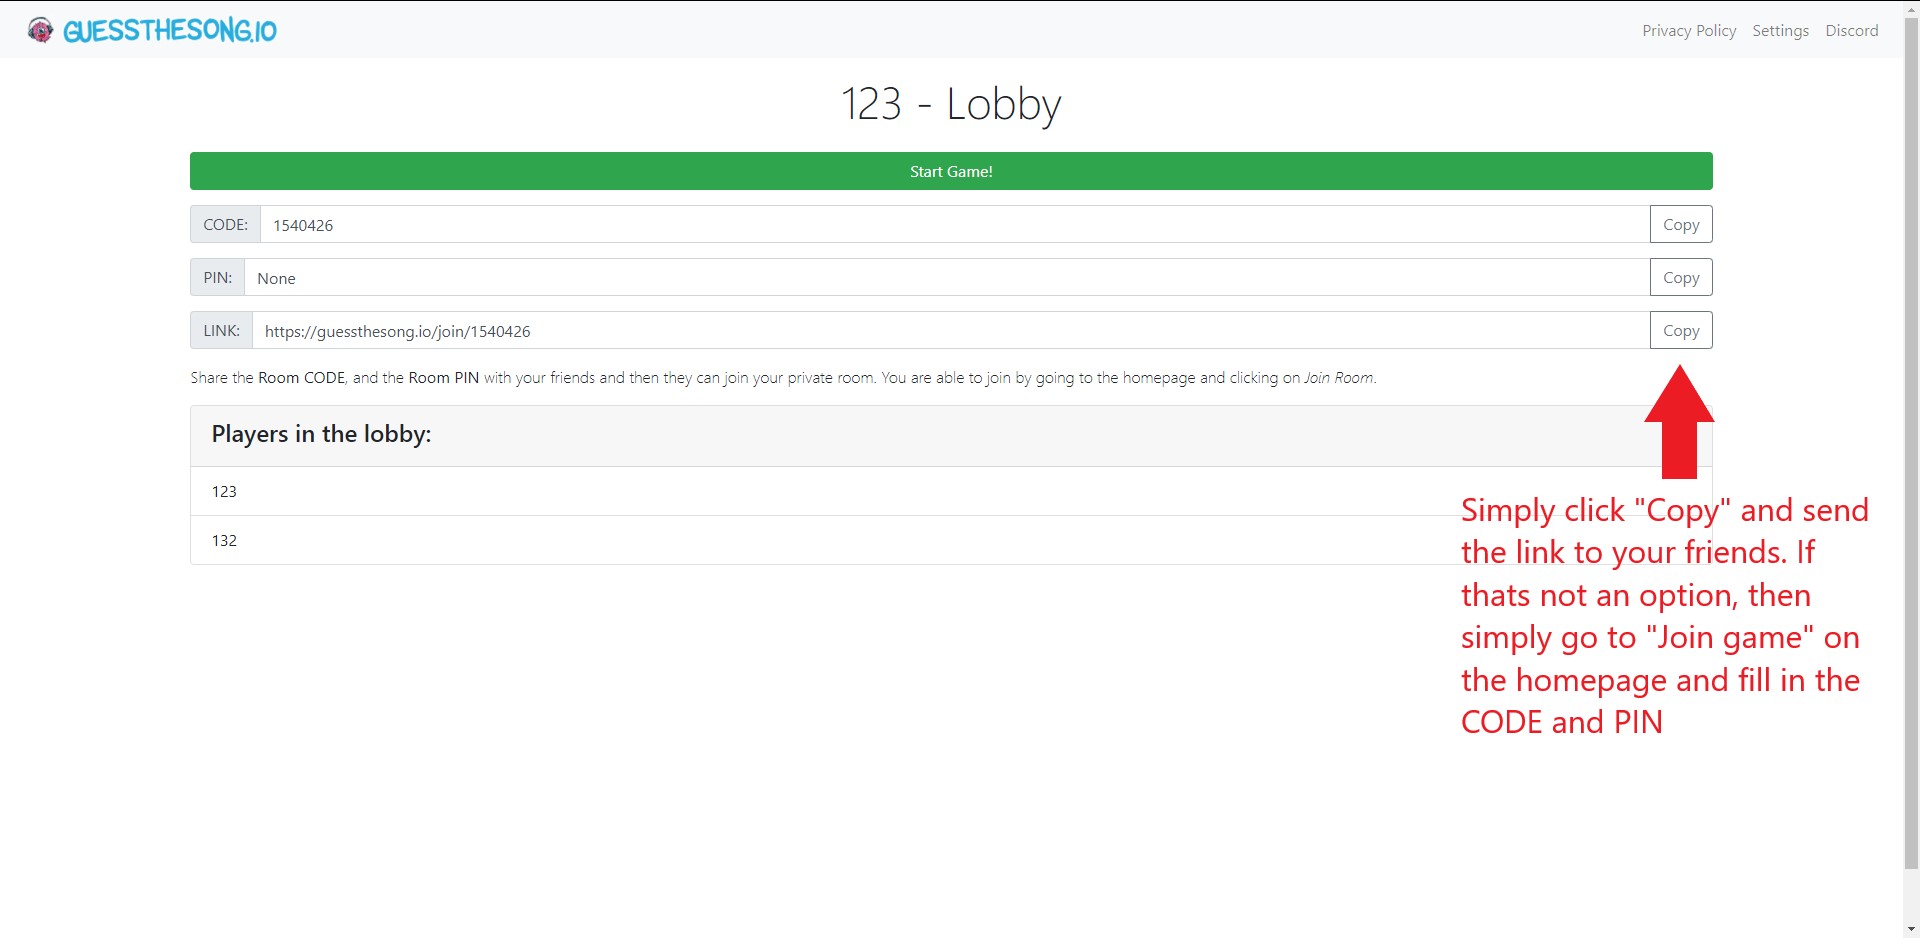 GUESSTHESONG.IO
Privacy Policy Settings Discord
123 - Lobby
Start Game!
CODE: 1540426 Copy
PIN: None Copy
LINK: https://guessthesong.io/join/1540426 Copy
Share the Room CODE, and the Room PIN with your friends and then they can join your private room. You are able to join by going to the homepage and clicking on Join Room.
Players in the lobby:
123
132
Simply click "Copy" and send
the link to your friends. If
thats not an option, then
simply go to "Join game" on
the homepage and fill in the
CODE and PIN